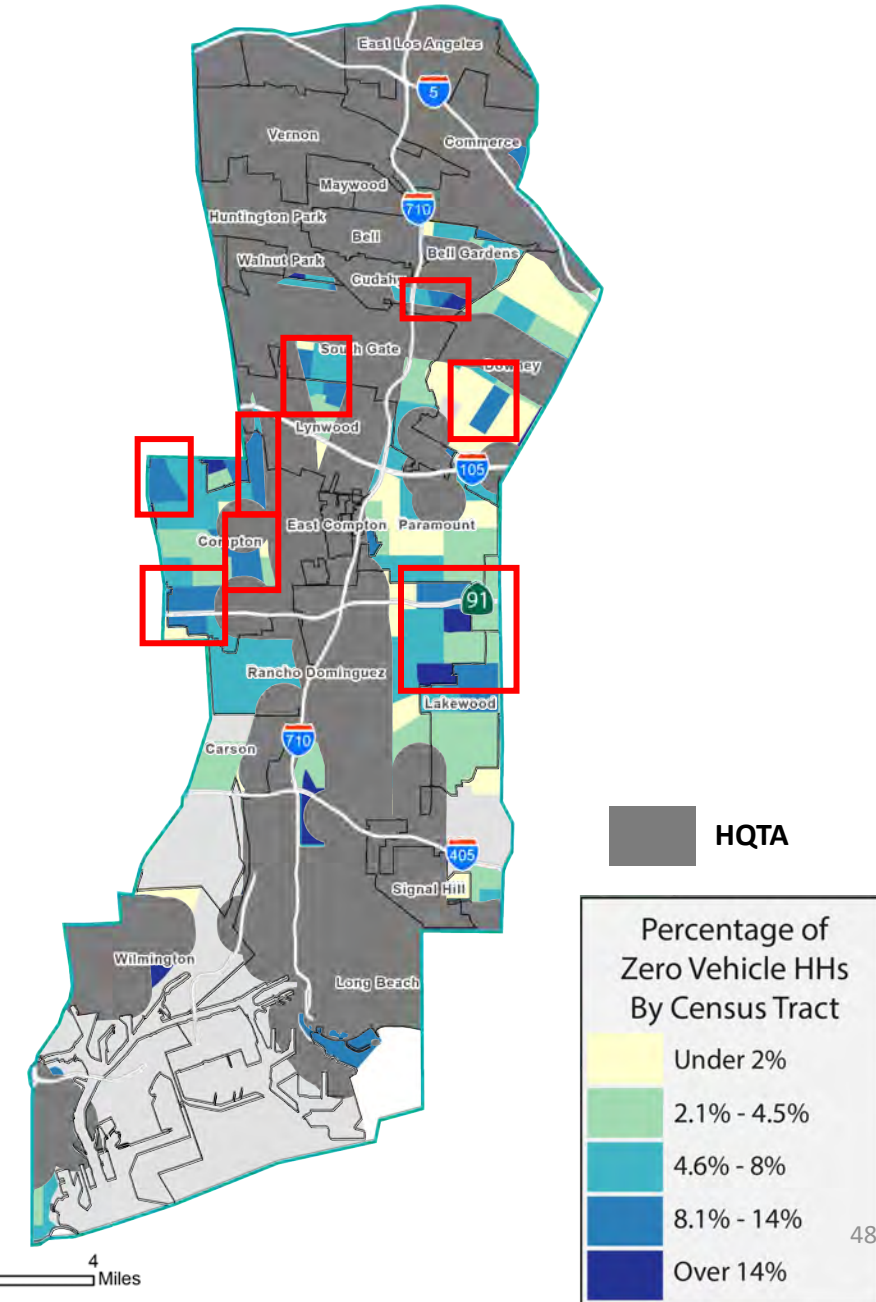 East Los Angeles
5
Vernon
Commerce
Maywood
710
Huntington Park
Bell
Bell Gardens
Walnut Park
Cudahy
South Gate
Downey
Lynwood
105
East Compton
Paramount
Compton
91
Rancho Dominguez
Lakewood
710
Carson
HQTA
405
Signal Hill
Percentage of
Zero Vehicle HHs
By Census Tract
Wilmington
Long Beach
Under 2%
2.1% - 4.5%
4.6% - 8%
8.1% - 14%
48
Over 14%
4
Miles